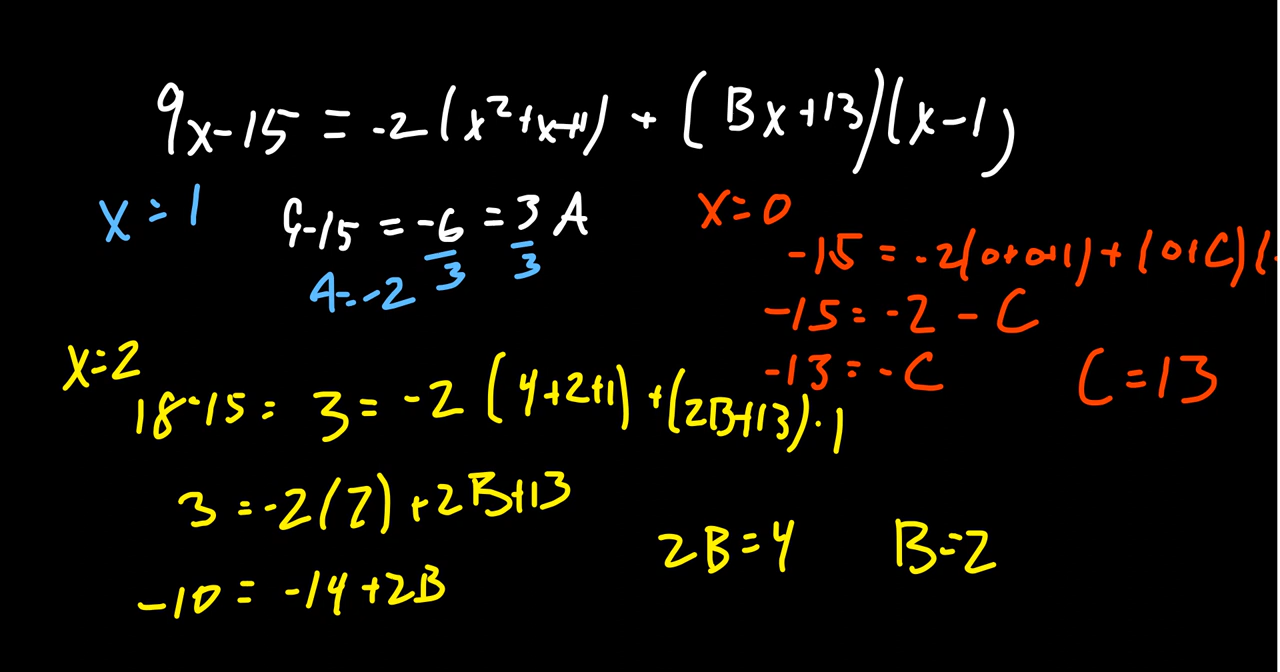 9x-15 = -2(x²+x+1) + (Bx+13)(x-1)
x=1
9-15 = -6 = 3A
3 3
A=-2
x=0
-15 = -2(0+0+1) + (0+C)(-
-15 = -2 - C
-13 = -C C=13
x=2
18-15 = 3 = -2(4+2+1) + (2B+13)·1
3 = -2(7) + 2B+13
2B=4 B=2
-10 = -14+2B